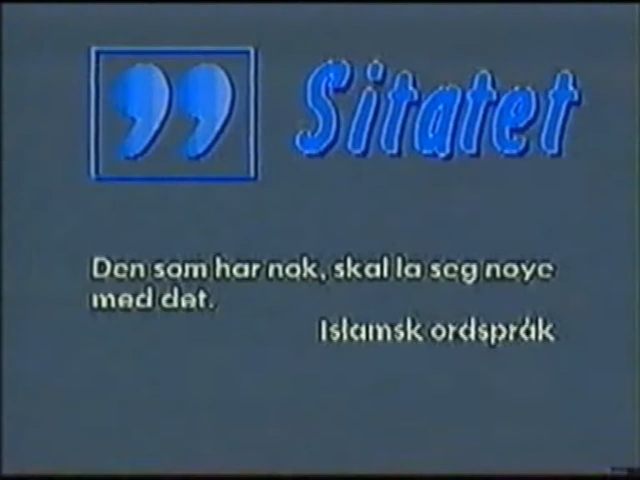 ”
Sitatet
Den som har nok, skal la seg nøye
med det.
Islamsk ordspråk